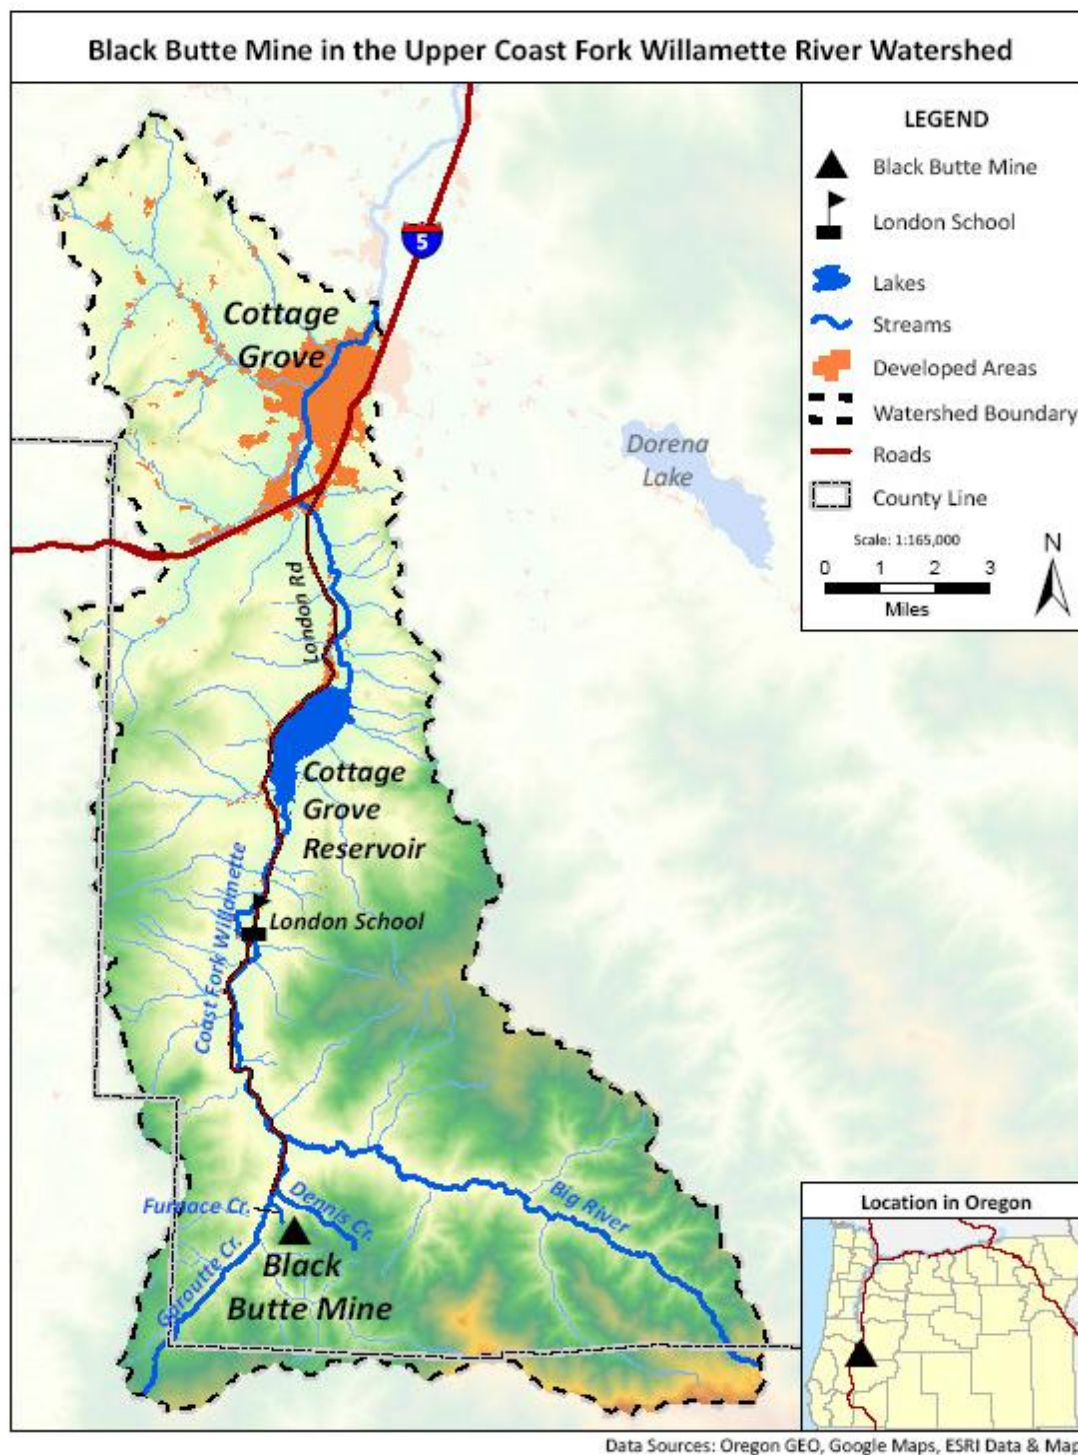 Black Butte Mine in the Upper Coast Fork Willamette River Watershed
LEGEND
Black Butte Mine
London School
Lakes
Streams
Developed Areas
Watershed Boundary
Roads
County Line
Scale: 1:165,000
0 1 2 3
Miles
N
5
Cottage
Grove
Dorena
Lake
London Rd
Cottage
Grove
Reservoir
Coast Fork Willamette
London School
Big River
Furnace Cr.
Dennis Cr.
Garoutte Cr.
Black
Butte Mine
Location in Oregon
Data Sources: Oregon GEO, Google Maps, ESRI Data & Map